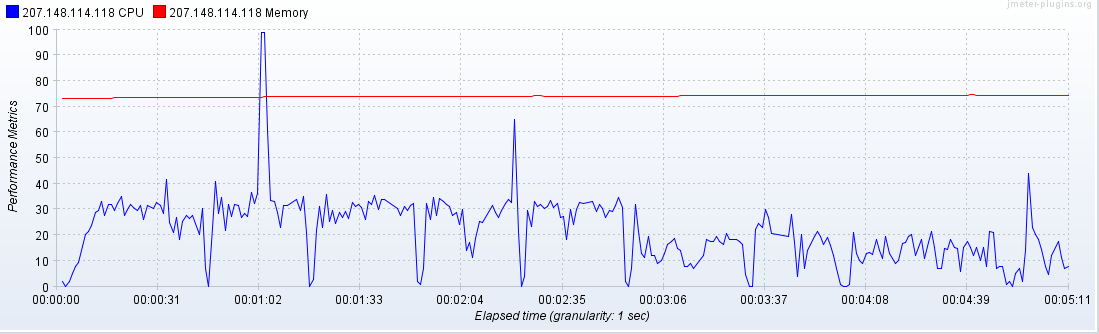 jmeter-plugins.org
207.148.114.118 CPU 207.148.114.118 Memory
Performance Metrics
100
90
80
70
60
50
40
30
20
10
0
00:00:00 00:00:31 00:01:02 00:01:33 00:02:04 00:02:35 00:03:06 00:03:37 00:04:08 00:04:39 00:05:11
Elapsed time (granularity: 1 sec)